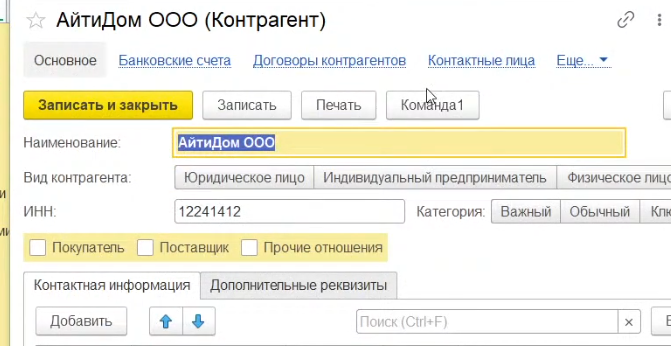 АйтиДом ООО (Контрагент)
Основное Банковские счета Договоры контрагентов Контактные лица Еще...
Записать и закрыть Записать Печать Команда1
Наименование: АйтиДом ООО
Вид контрагента: Юридическое лицо Индивидуальный предприниматель Физическое лицо
ИНН: 12241412 Категория: Важный Обычный
Покупатель Поставщик Прочие отношения
Контактная информация Дополнительные реквизиты
Добавить Поиск (Ctrl+F) ×